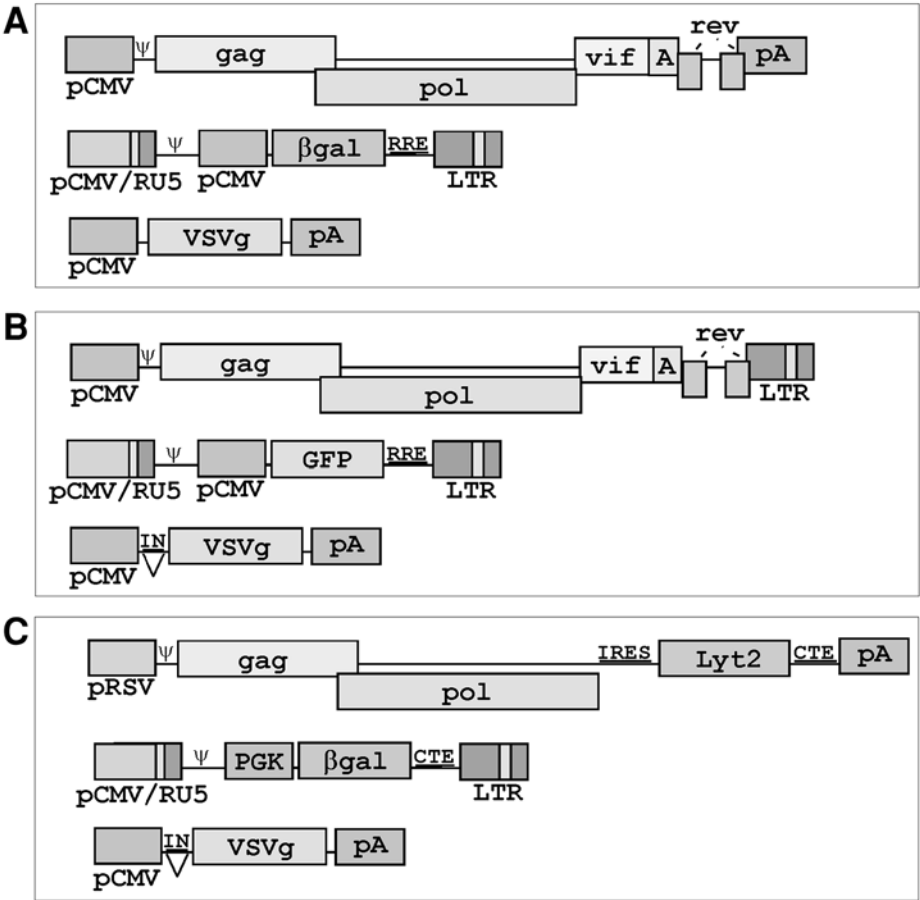 A
rev
ψ gag vif A pA
pCMV pol
ψ βgal RRE
pCMV/RU5 pCMV LTR
VSVg pA
pCMV
B
rev
ψ gag vif A
pCMV pol LTR
ψ GFP RRE
pCMV/RU5 pCMV LTR
IN VSVg pA
pCMV
C
ψ gag IRES Lyt2 CTE pA
pRSV pol
ψ PGK βgal CTE
pCMV/RU5 LTR
IN VSVg pA
pCMV